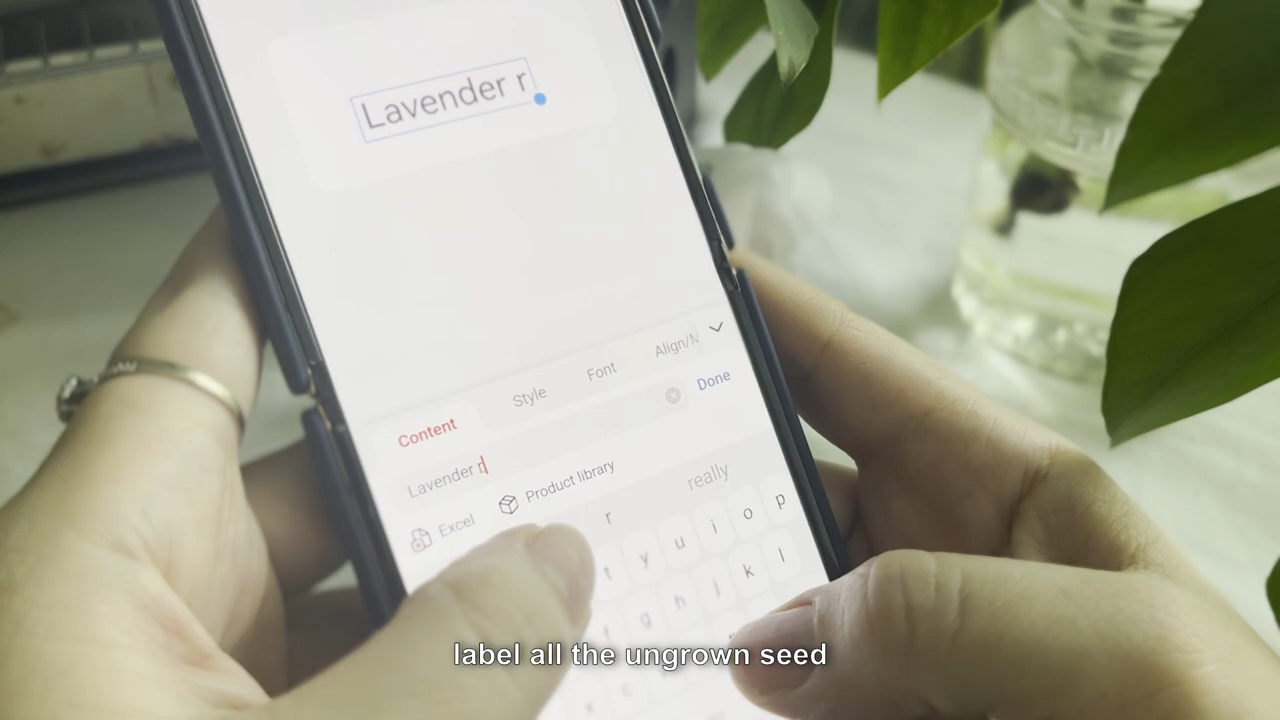 Lavender r
Content
Style
Font
Align/
Done
Lavender r
Excel
Product library
r
really
t y u i o p
f g h j k l
x c
label all the ungrown seed